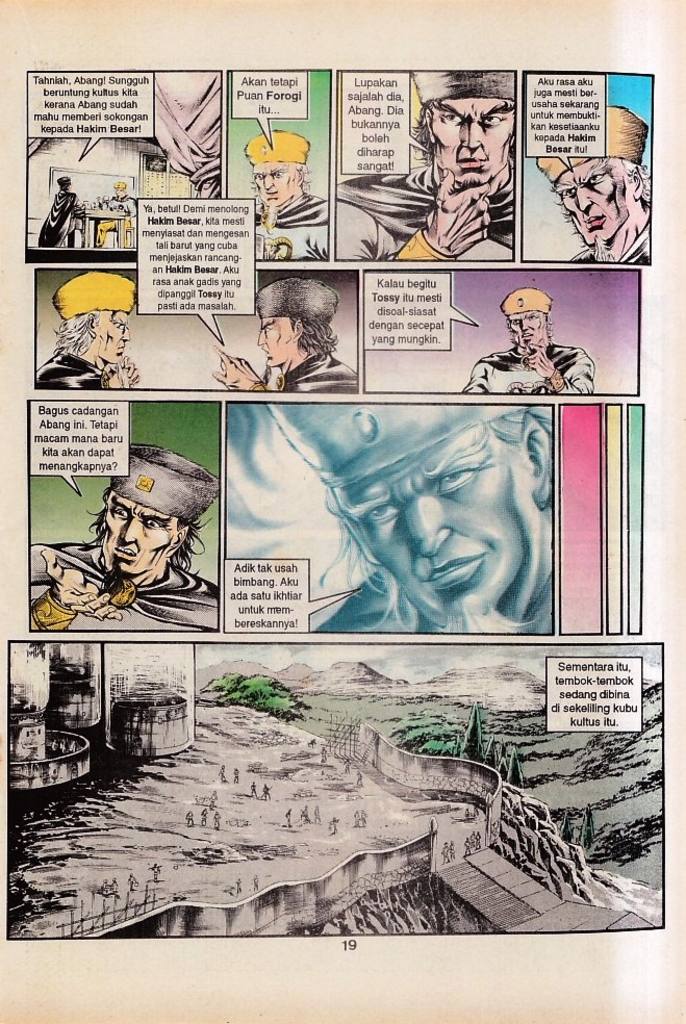 Tahniah, Abang! Sungguh
beruntung kultus kita
kerana Abang sudah
mahu memberi sokongan
kepada Hakim Besar!
Akan tetapi
Puan Forogi
itu...
Lupakan
sajalah dia,
Abang. Dia
bukannya
boleh
diharap
sangat!
Aku rasa aku
juga mesti ber-
usaha sekarang
untuk membukti-
kan kesetiaanku
kepada Hakim
Besar itu!
Ya, betul! Demi menolong
Hakim Besar, kita mesti
menyiasat dan mengesan
tali barut yang cuba
menjejaskan rancang-
an Hakim Besar. Aku
rasa anak gadis yang
dipanggil Tossy itu
pasti ada masalah.
Kalau begitu
Tossy itu mesti
disoal-siasat
dengan secepat
yang mungkin.
Bagus cadangan
Abang ini. Tetapi
macam mana baru
kita akan dapat
menangkapnya?
Adik tak usah
bimbang. Aku
ada satu ikhtiar
untuk mem-
bereskannya!
Sementara itu,
tembok-tembok
sedang dibina
di sekeliling kubu
kultus itu.
19